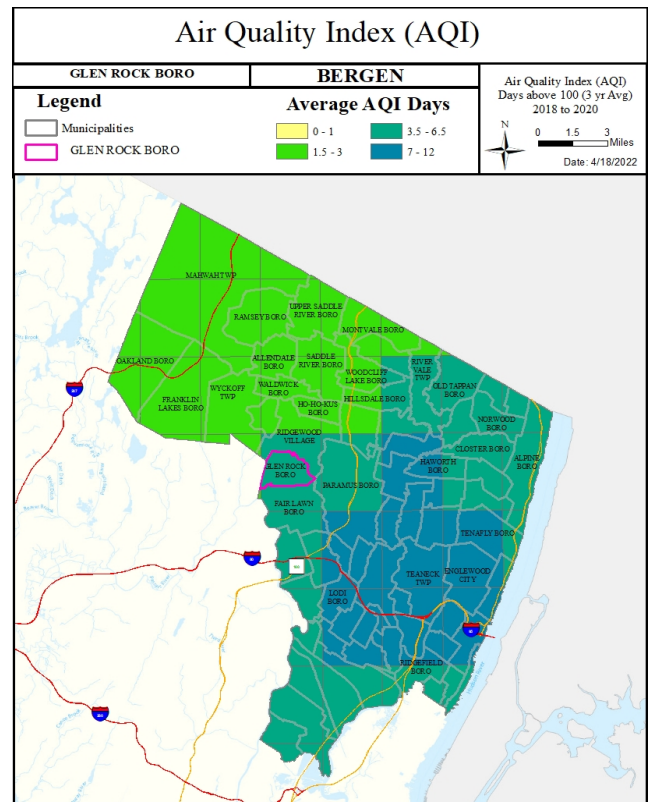 Air Quality Index (AQI)
GLEN ROCK BORO
BERGEN
Legend
Municipalities
GLEN ROCK BORO
Average AQI Days
0 - 1
1.5 - 3
3.5 - 6.5
7 - 12
Air Quality Index (AQI)
Days above 100 (3 yr Avg)
2018 to 2020
N
0 1.5 3
Miles
Date: 4/18/2022
MAHWAH TWP
UPPER SADDLE
RIVER BORO
RAMSEY BORO
MONTVALE BORO
OAKLAND BORO
ALLENDALE
BORO
SADDLE
RIVER BORO
WOODCLIFF
LAKE BORO
RIVER
VALE
TWP
OLD TAPPAN
BORO
FRANKLIN
LAKES BORO
WYCKOFF
TWP
WALDWICK
BORO
HO-HO-KUS
BORO
HILLSDALE BORO
NORWOOD
BORO
RIDGEWOOD
VILLAGE
CLOSTER BORO
ALPINE
BORO
GLEN ROCK
BORO
HAWORTH
BORO
PARAMUS BORO
FAIR LAWN
BORO
TENAFLY BORO
LODI
BORO
TEANECK
TWP
ENGLEWOOD
CITY
RIDGEFIELD
BORO